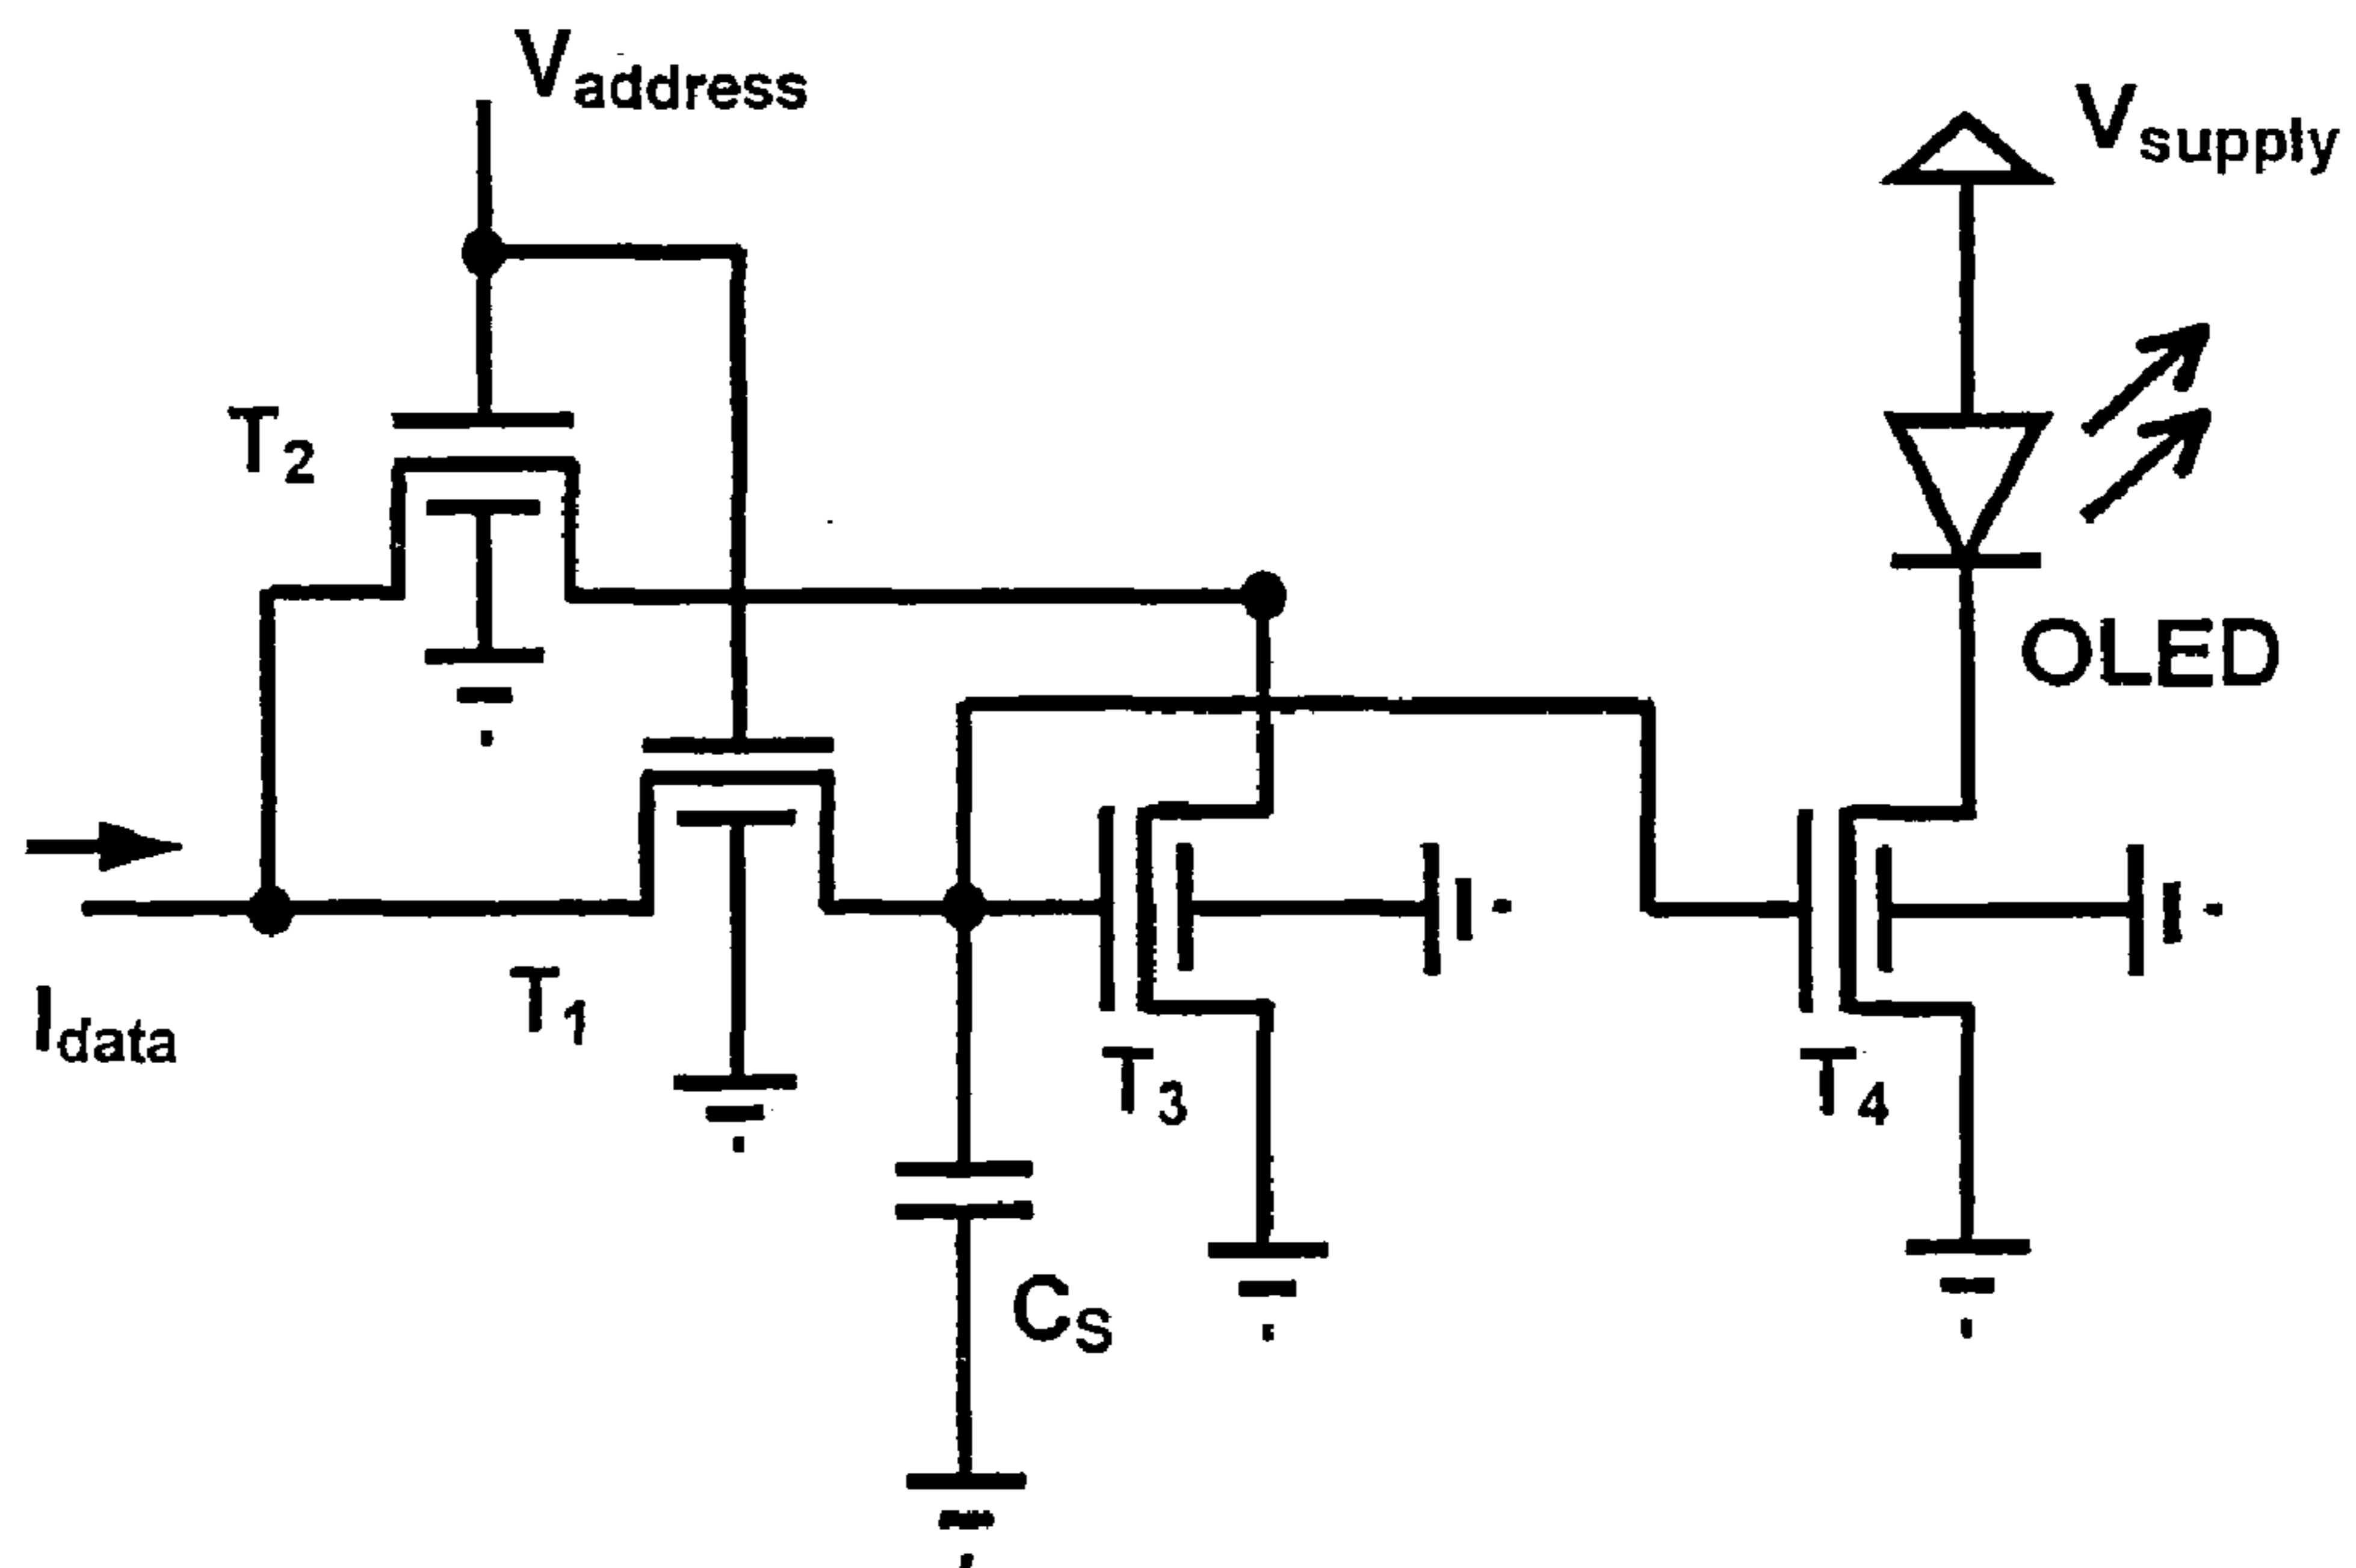 Vaddress
Vsupply
T2
OLED
T1
Idata
T3
T4
CS